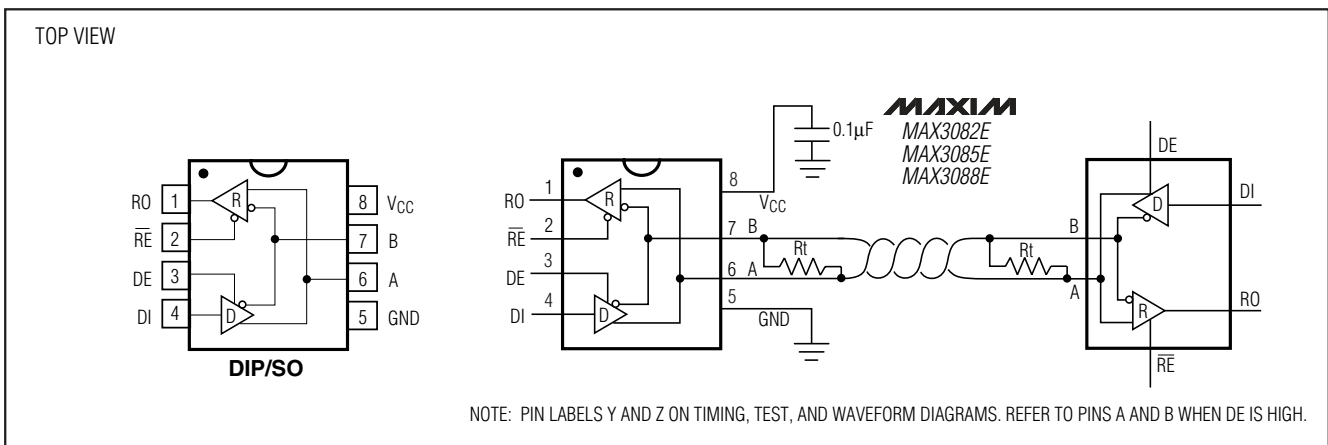 TOP VIEW
RO 1
R
8 VCC
R̅E̅ 2
7 B
DE 3
6 A
DI 4
D
5 GND
DIP/SO
0.1µF
MAXIM
MAX3082E
MAX3085E
MAX3088E
RO 1
R
8
VCC
R̅E̅ 2
7 B
Rt
DE 3
6 A
DI 4
D
5
GND
DE
D
DI
B
Rt
A
R
RO
R̅E̅
NOTE: PIN LABELS Y AND Z ON TIMING, TEST, AND WAVEFORM DIAGRAMS. REFER TO PINS A AND B WHEN DE IS HIGH.